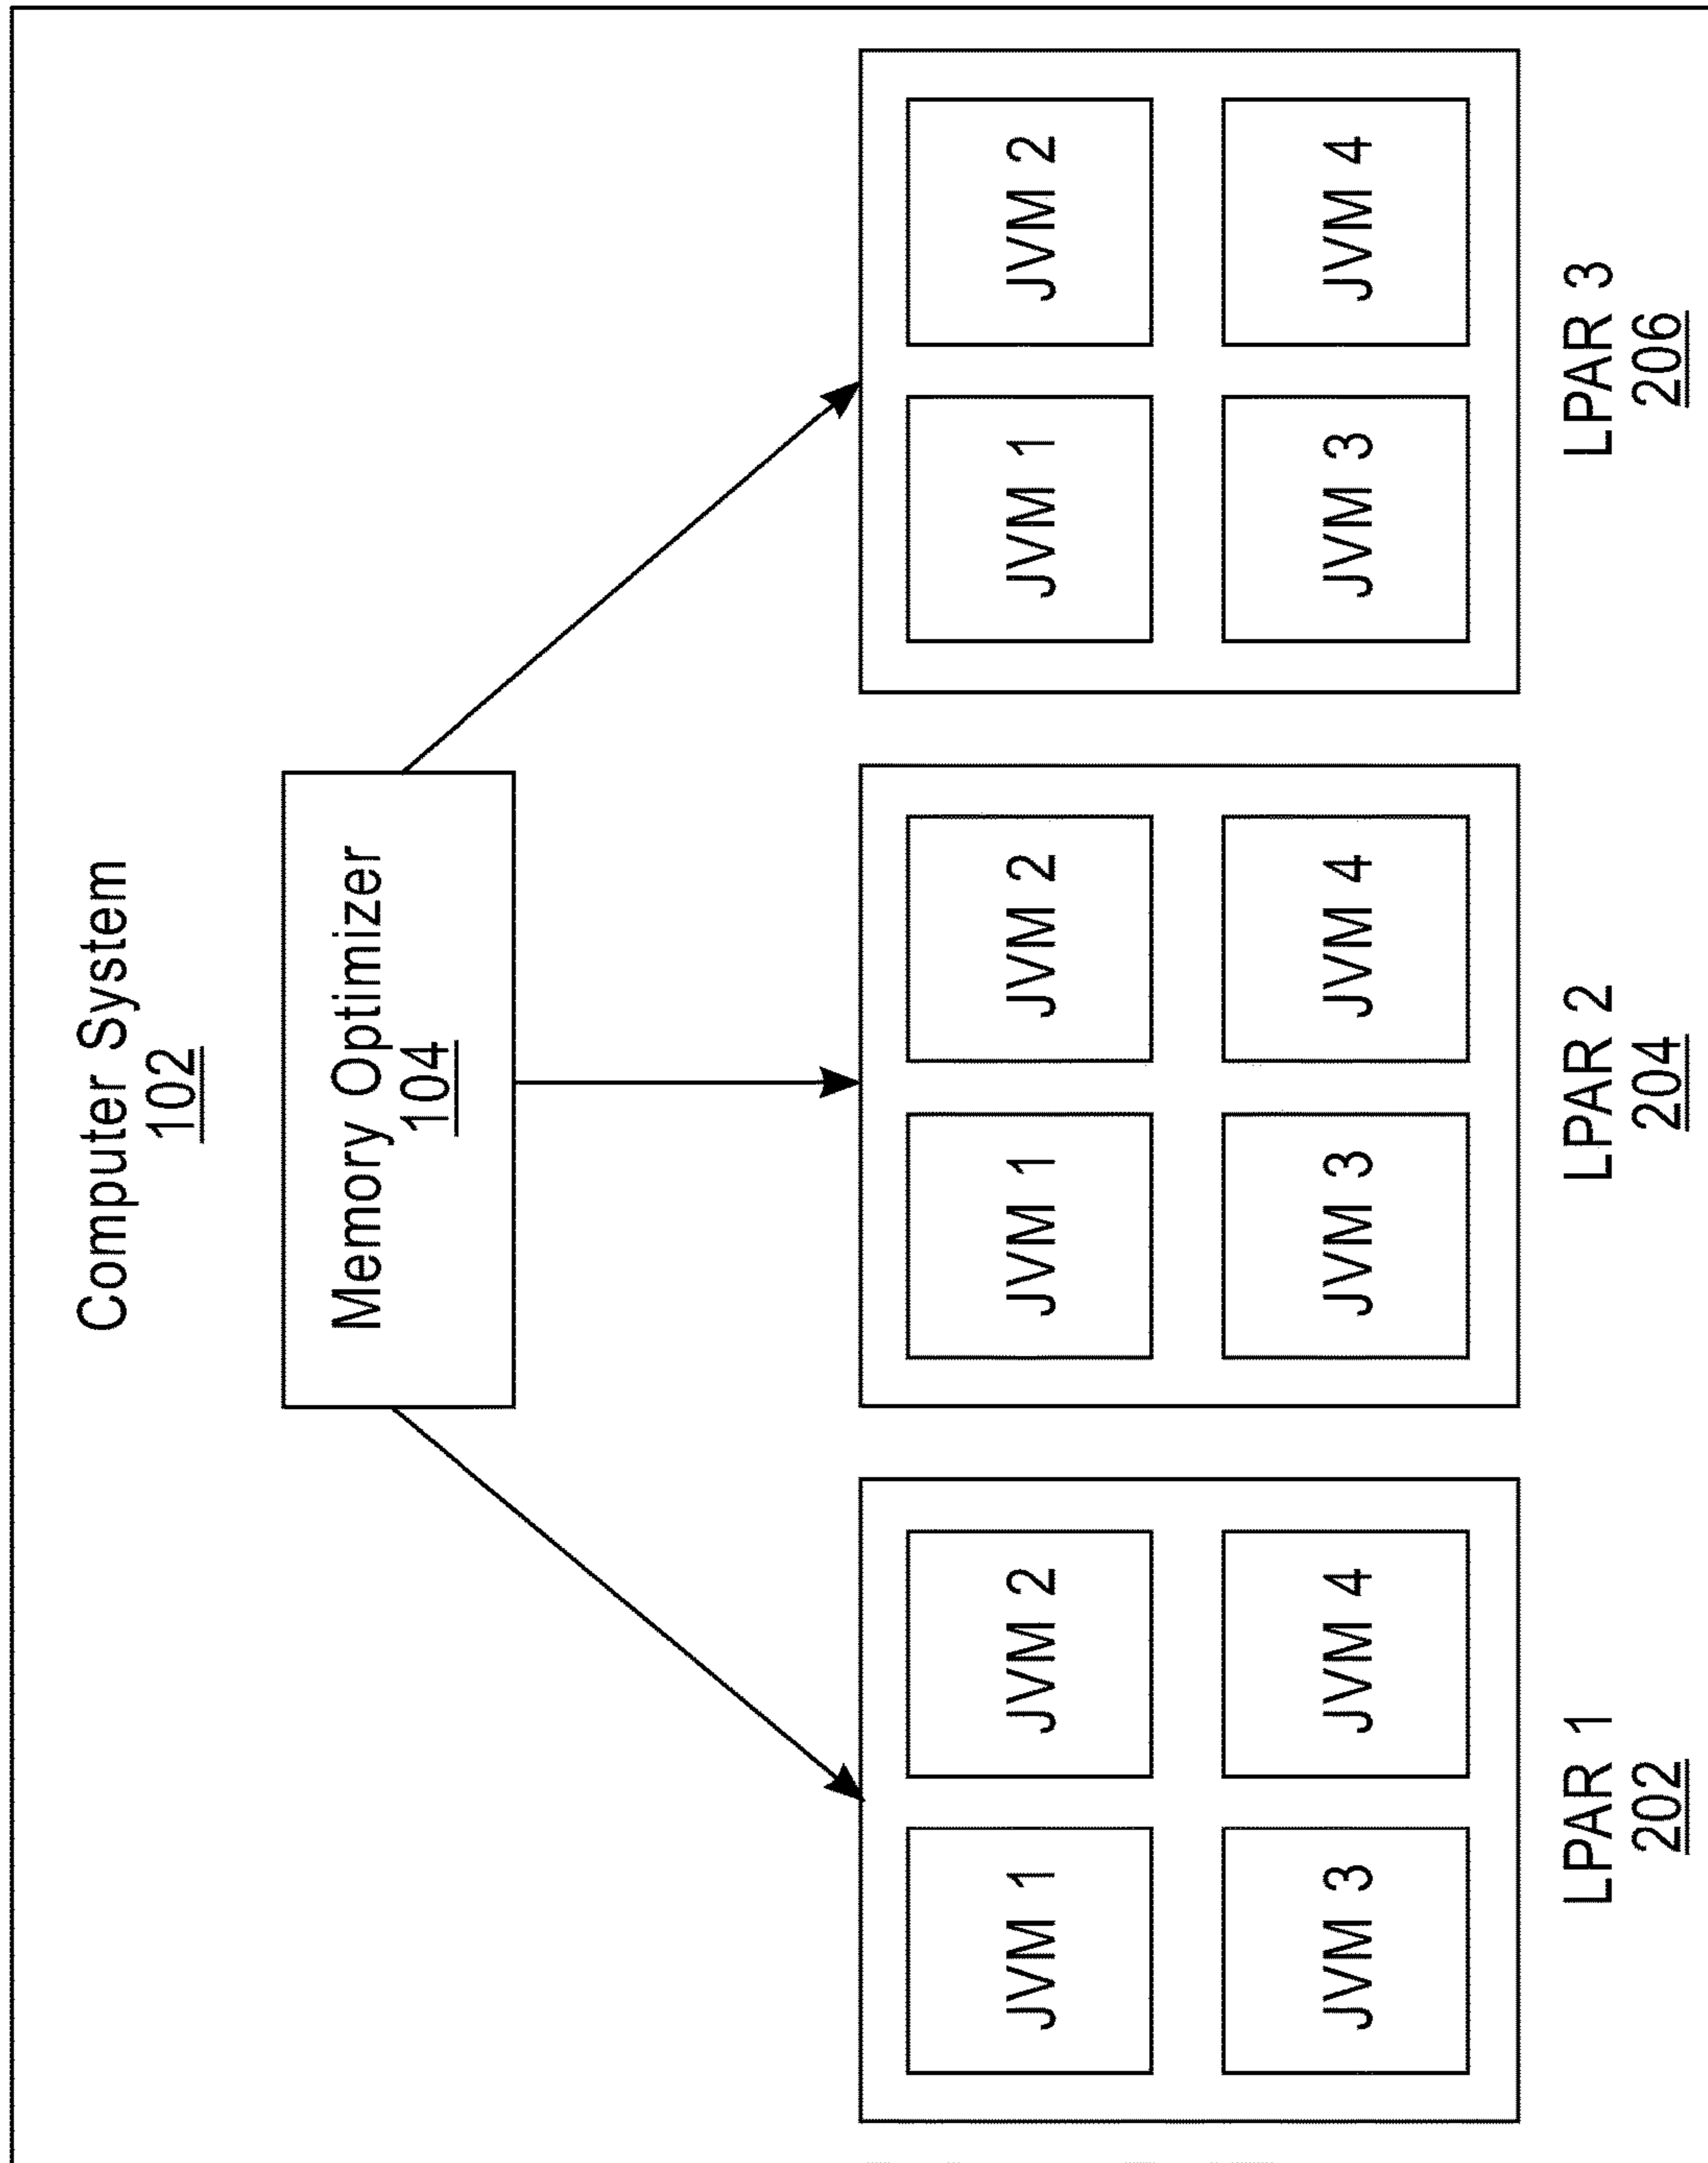 Computer System
102
Memory Optimizer
104
JVM 1
JVM 2
JVM 3
JVM 4
LPAR 1
202
JVM 1
JVM 2
JVM 3
JVM 4
LPAR 2
204
JVM 1
JVM 2
JVM 3
JVM 4
LPAR 3
206